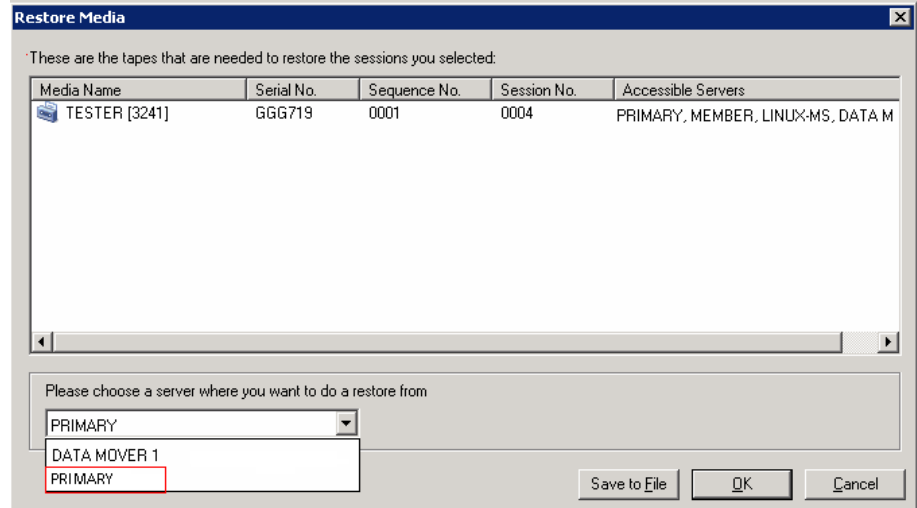 Restore Media
These are the tapes that are needed to restore the sessions you selected:
Media Name Serial No. Sequence No. Session No. Accessible Servers
TESTER [3241] GGG719 0001 0004 PRIMARY, MEMBER, LINUX-MS, DATA M
Please choose a server where you want to do a restore from
PRIMARY
DATA MOVER 1
PRIMARY
Save to File OK Cancel